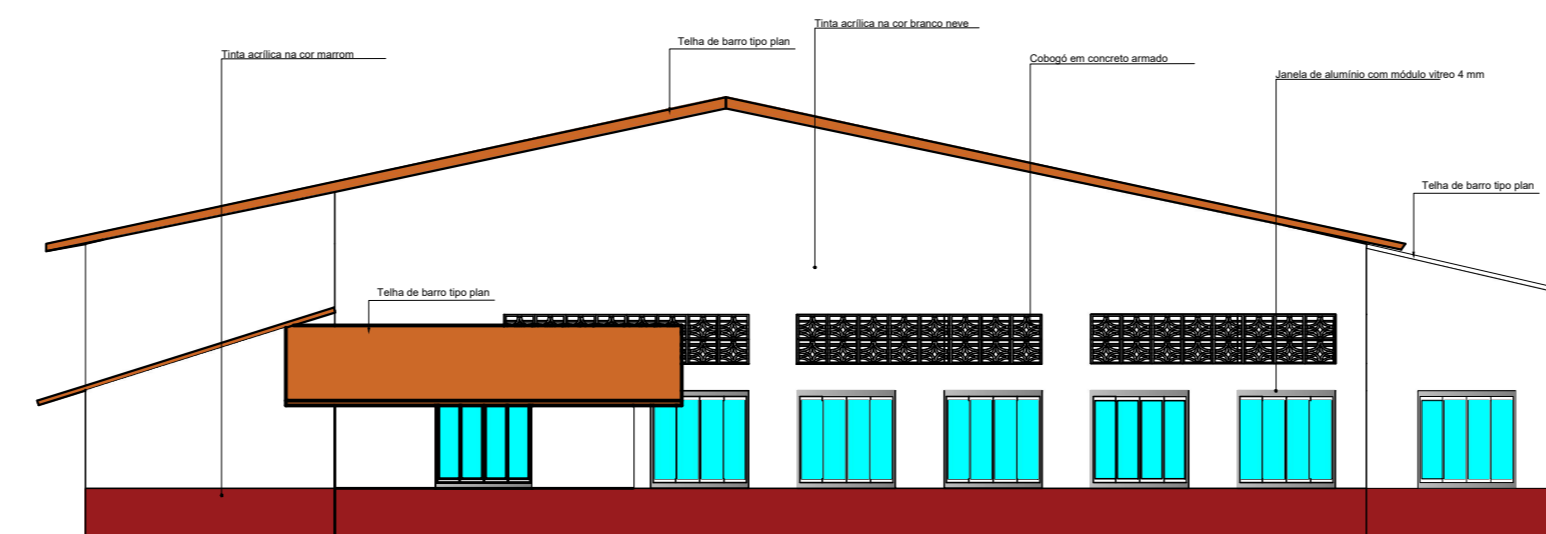 Tinta acrílica na cor branco neve
Telha de barro tipo plan
Tinta acrílica na cor marrom
Cobogó em concreto armado
Janela de alumínio com módulo vitreo 4 mm
Telha de barro tipo plan
Telha de barro tipo plan